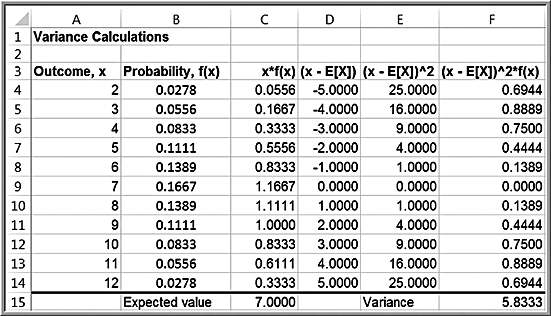 A B C D E F
1 Variance Calculations
2
3 Outcome, x Probability, f(x) x*f(x) (x - E[X]) (x - E[X])^2 (x - E[X])^2*f(x)
4 2 0.0278 0.0556 -5.0000 25.0000 0.6944
5 3 0.0556 0.1667 -4.0000 16.0000 0.8889
6 4 0.0833 0.3333 -3.0000 9.0000 0.7500
7 5 0.1111 0.5556 -2.0000 4.0000 0.4444
8 6 0.1389 0.8333 -1.0000 1.0000 0.1389
9 7 0.1667 1.1667 0.0000 0.0000 0.0000
10 8 0.1389 1.1111 1.0000 1.0000 0.1389
11 9 0.1111 1.0000 2.0000 4.0000 0.4444
12 10 0.0833 0.8333 3.0000 9.0000 0.7500
13 11 0.0556 0.6111 4.0000 16.0000 0.8889
14 12 0.0278 0.3333 5.0000 25.0000 0.6944
15 Expected value 7.0000 Variance 5.8333